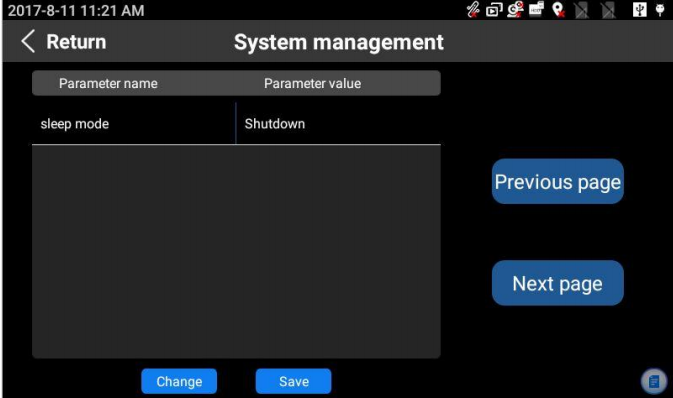 2017-8-11 11:21 AM
Return
System management
Parameter name Parameter value
sleep mode Shutdown
Previous page
Next page
Change Save